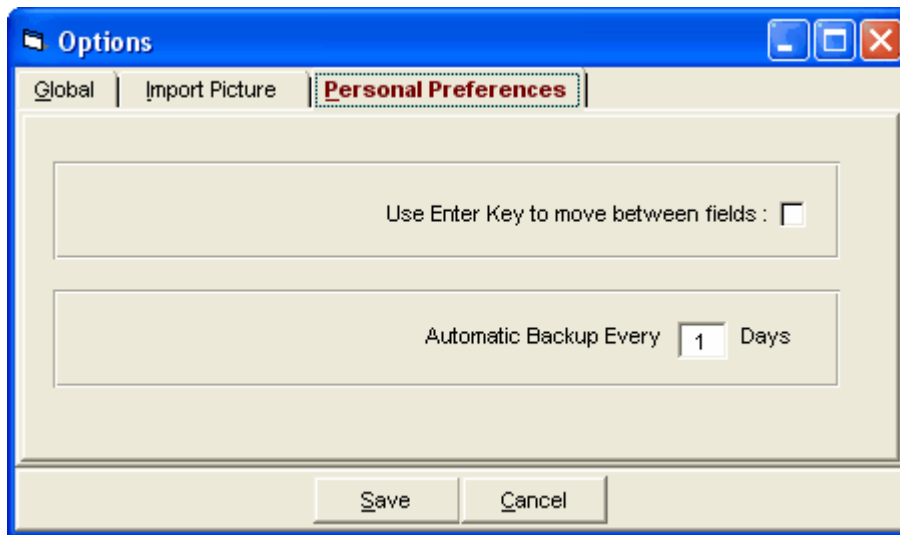 Options
Global Import Picture Personal Preferences
Use Enter Key to move between fields :
Automatic Backup Every 1 Days
Save Cancel